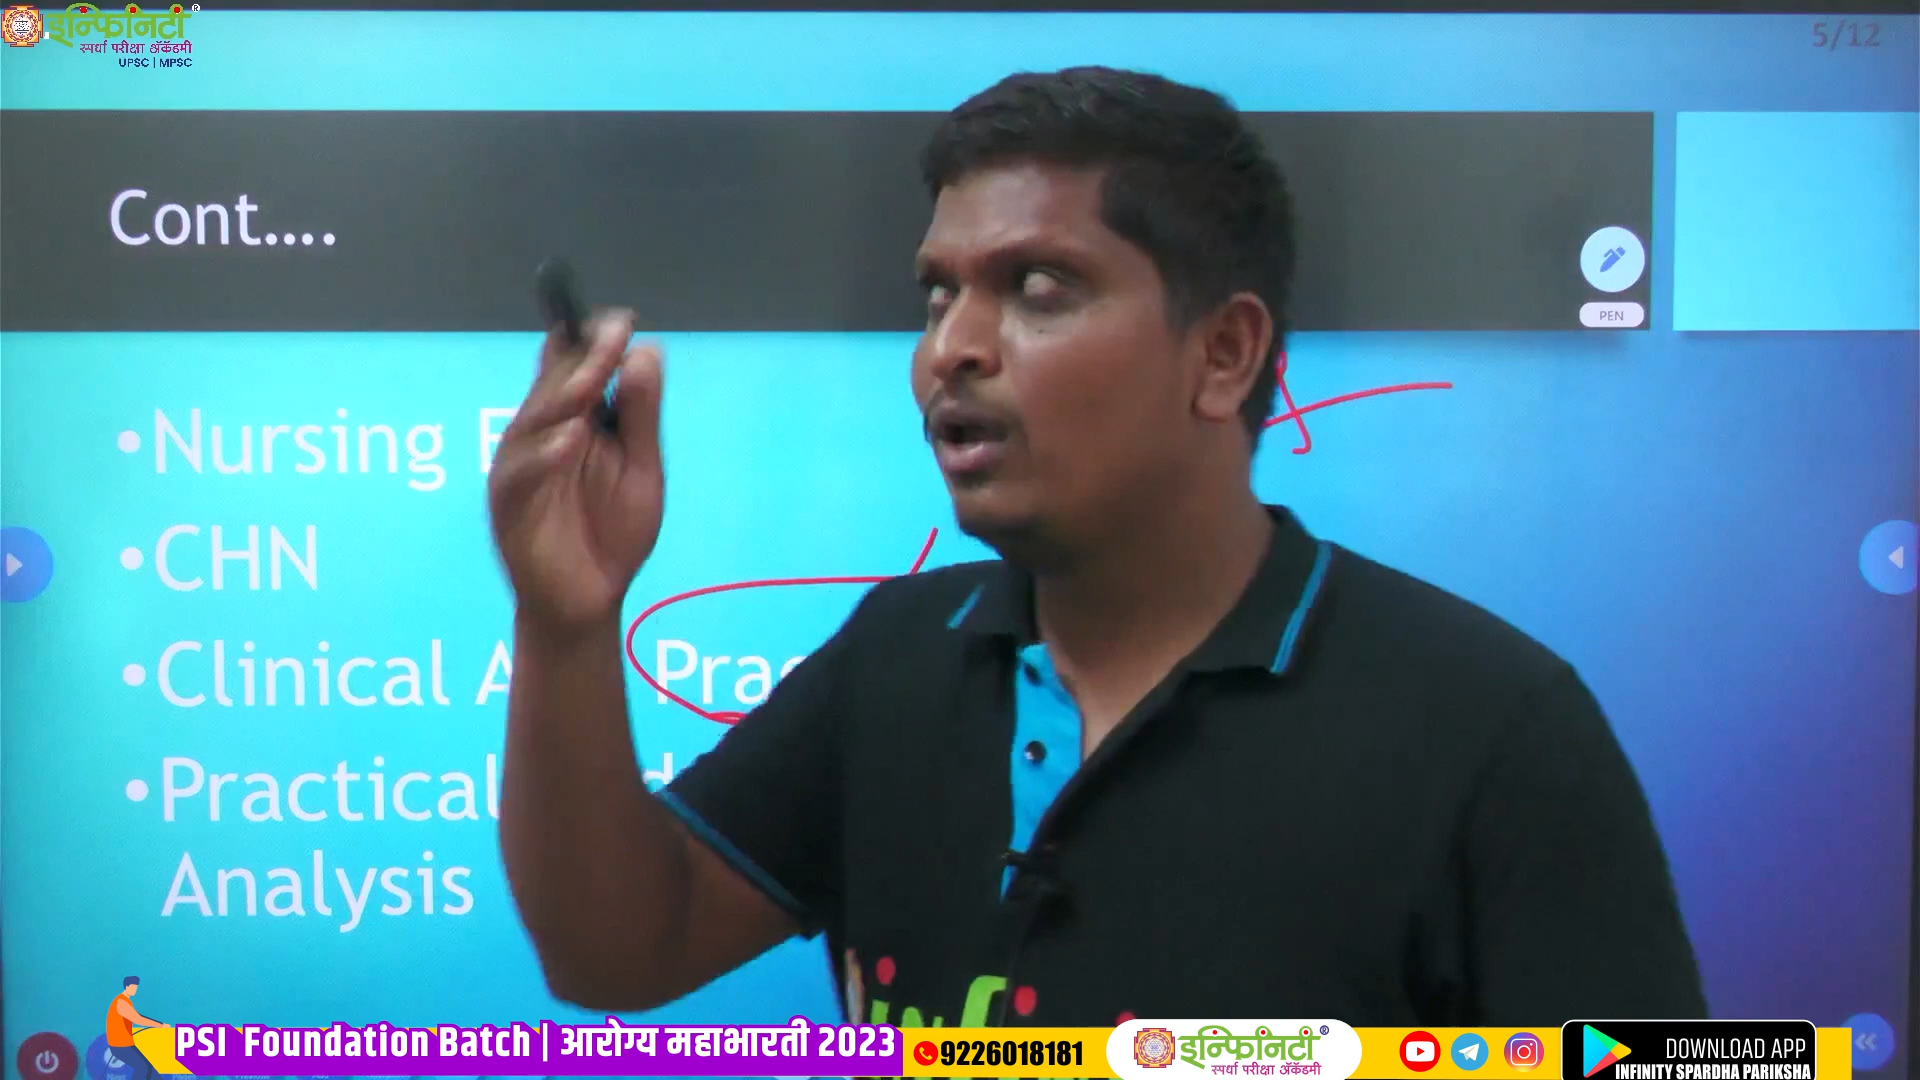 इन्फिनिटी
स्पर्धा परीक्षा अ‍ॅकॅडमी
UPSC | MPSC
5/12
Cont....
PEN
•Nursing
•CHN
•Clinical
•Practical
Analysis
PSI Foundation Batch | आरोग्य महाभारती 2023
9226018181
इन्फिनिटी
स्पर्धा परीक्षा अ‍ॅकॅडमी
DOWNLOAD APP
INFINITY SPARDHA PARIKSHA